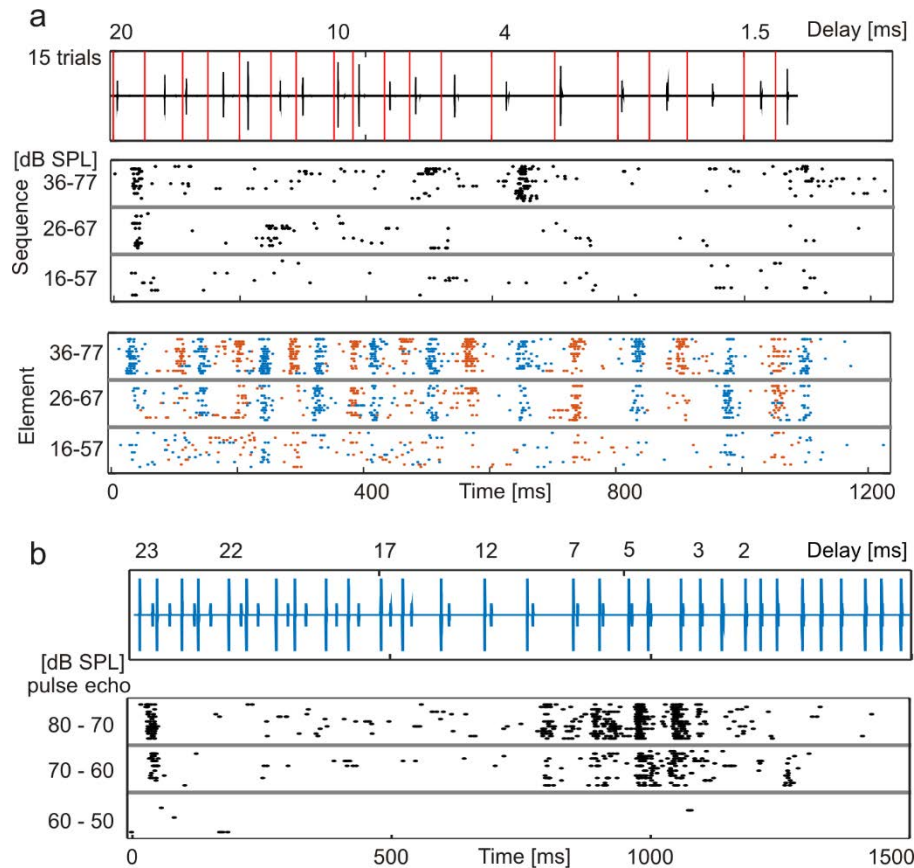 a
20 10 4 1.5 Delay [ms]
15 trials
[dB SPL]
Sequence
36-77
26-67
16-57
Element
36-77
26-67
16-57
0 400 800 1200
Time [ms]
b
23 22 17 12 7 5 3 2 Delay [ms]
[dB SPL]
pulse echo
80 - 70
70 - 60
60 - 50
0 500 1000 1500
Time [ms]